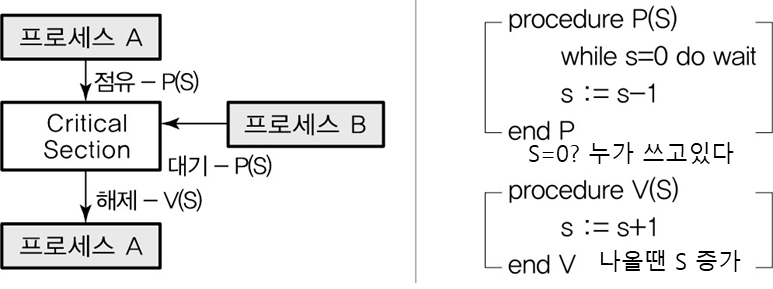 프로세스 A
점유 – P(S)
Critical
Section
프로세스 B
대기 – P(S)
해제 – V(S)
프로세스 A
procedure P(S)
while s=0 do wait
s := s–1
end P
S=0? 누가 쓰고있다
procedure V(S)
s := s+1
end V 나올땐 S 증가